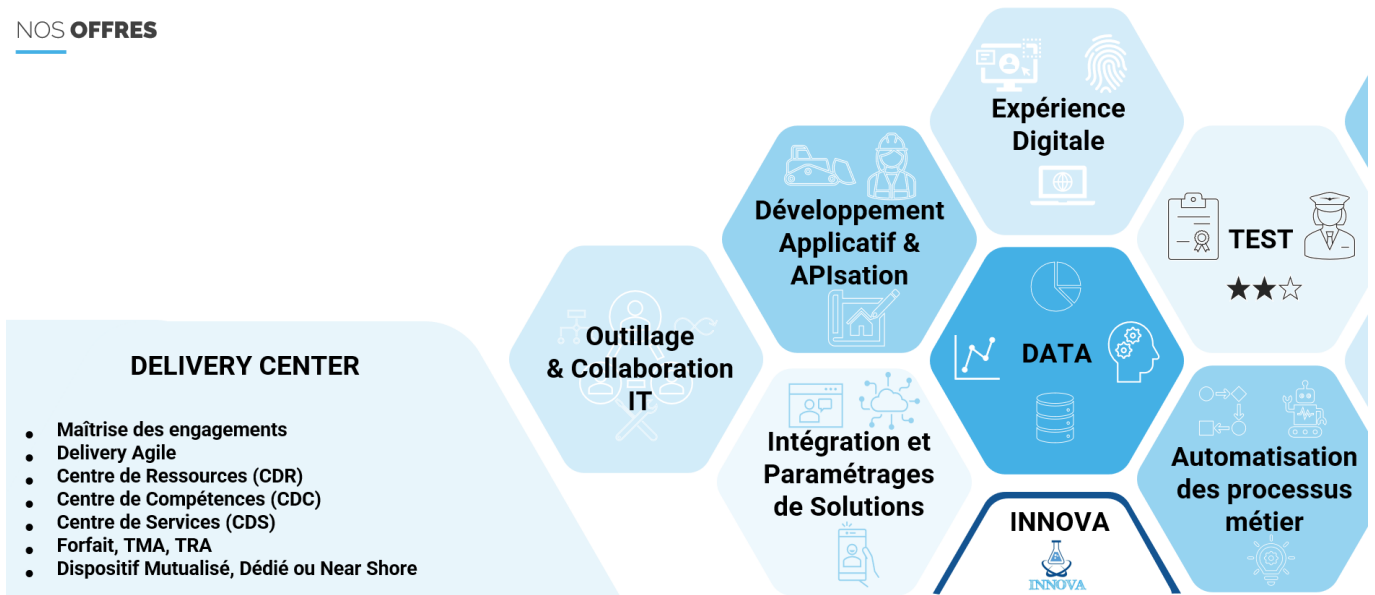 NOS OFFRES
Expérience
Digitale
Développement
Applicatif &
APIsation
TEST
Outillage
& Collaboration
IT
DATA
Intégration et
Paramétrages
de Solutions
Automatisation
des processus
métier
INNOVA
INNOVA
DELIVERY CENTER
Maîtrise des engagements
Delivery Agile
Centre de Ressources (CDR)
Centre de Compétences (CDC)
Centre de Services (CDS)
Forfait, TMA, TRA
Dispositif Mutualisé, Dédié ou Near Shore